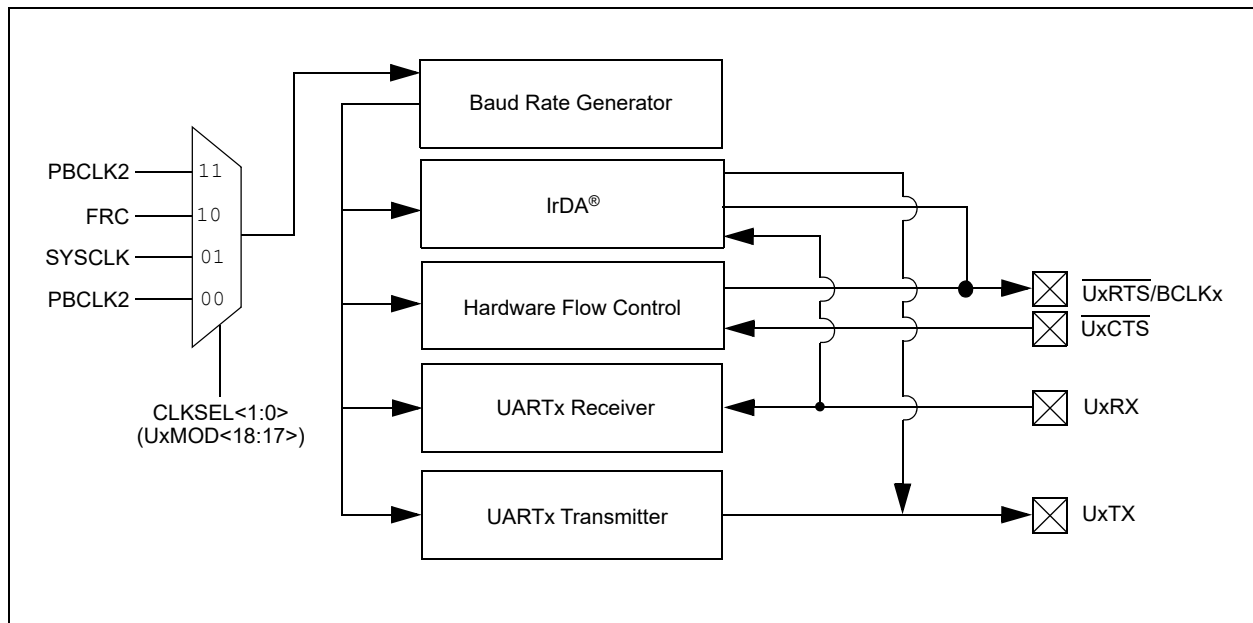 Baud Rate Generator
PBCLK2
11
IrDA®
FRC
10
SYSCLK
01
PBCLK2
00
Hardware Flow Control
UxRTS/BCLKx
UxCTS
CLKSEL<1:0>
(UxMOD<18:17>)
UARTx Receiver
UxRX
UARTx Transmitter
UxTX